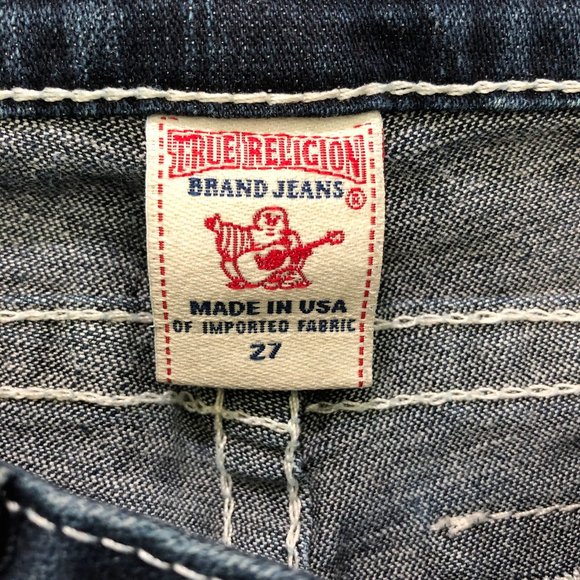 TRUE RELIGION
BRAND JEANS ®
MADE IN USA
OF IMPORTED FABRIC
27